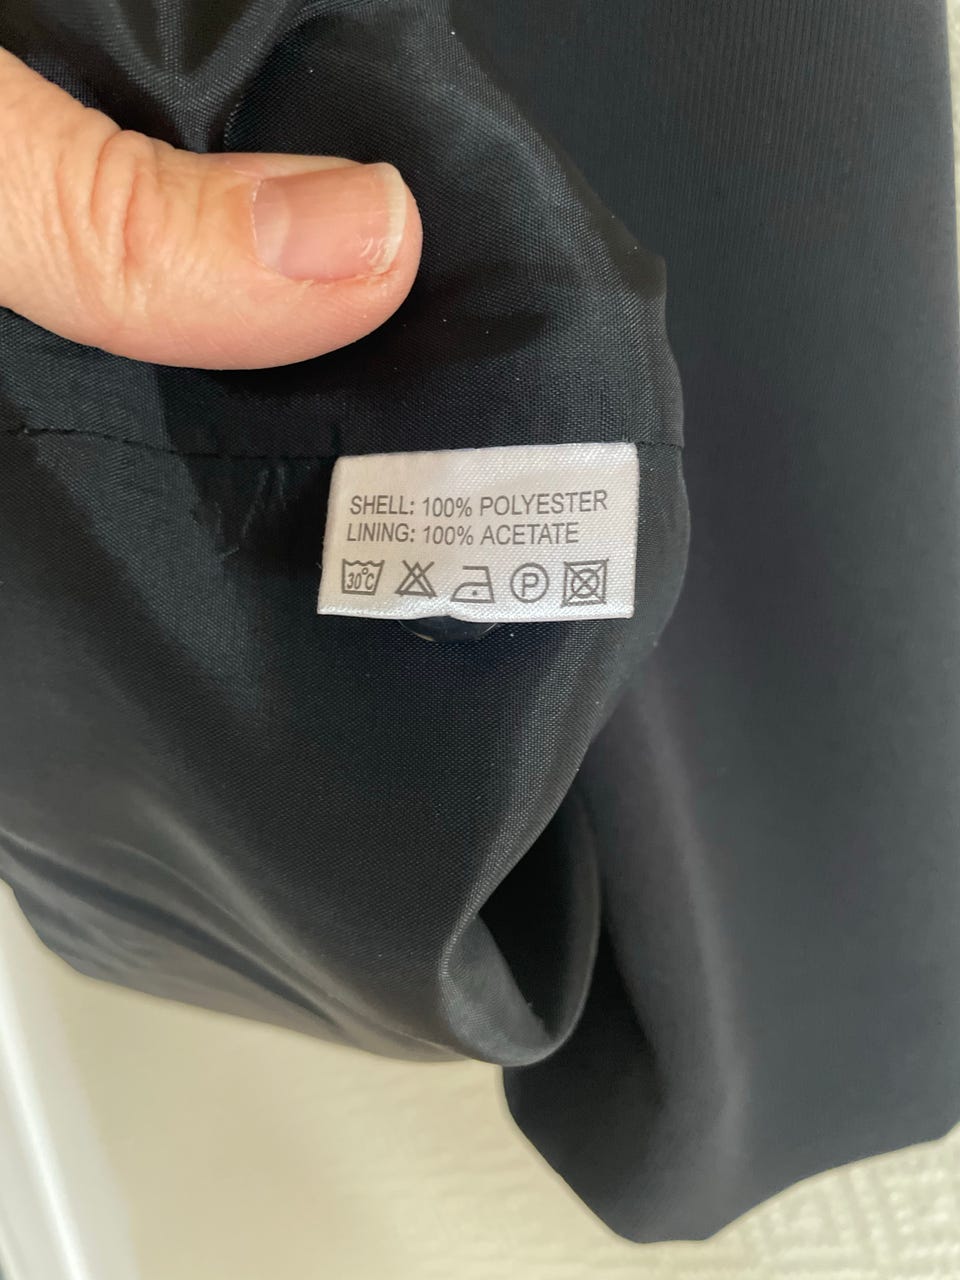 SHELL: 100% POLYESTER
LINING: 100% ACETATE
30°C P